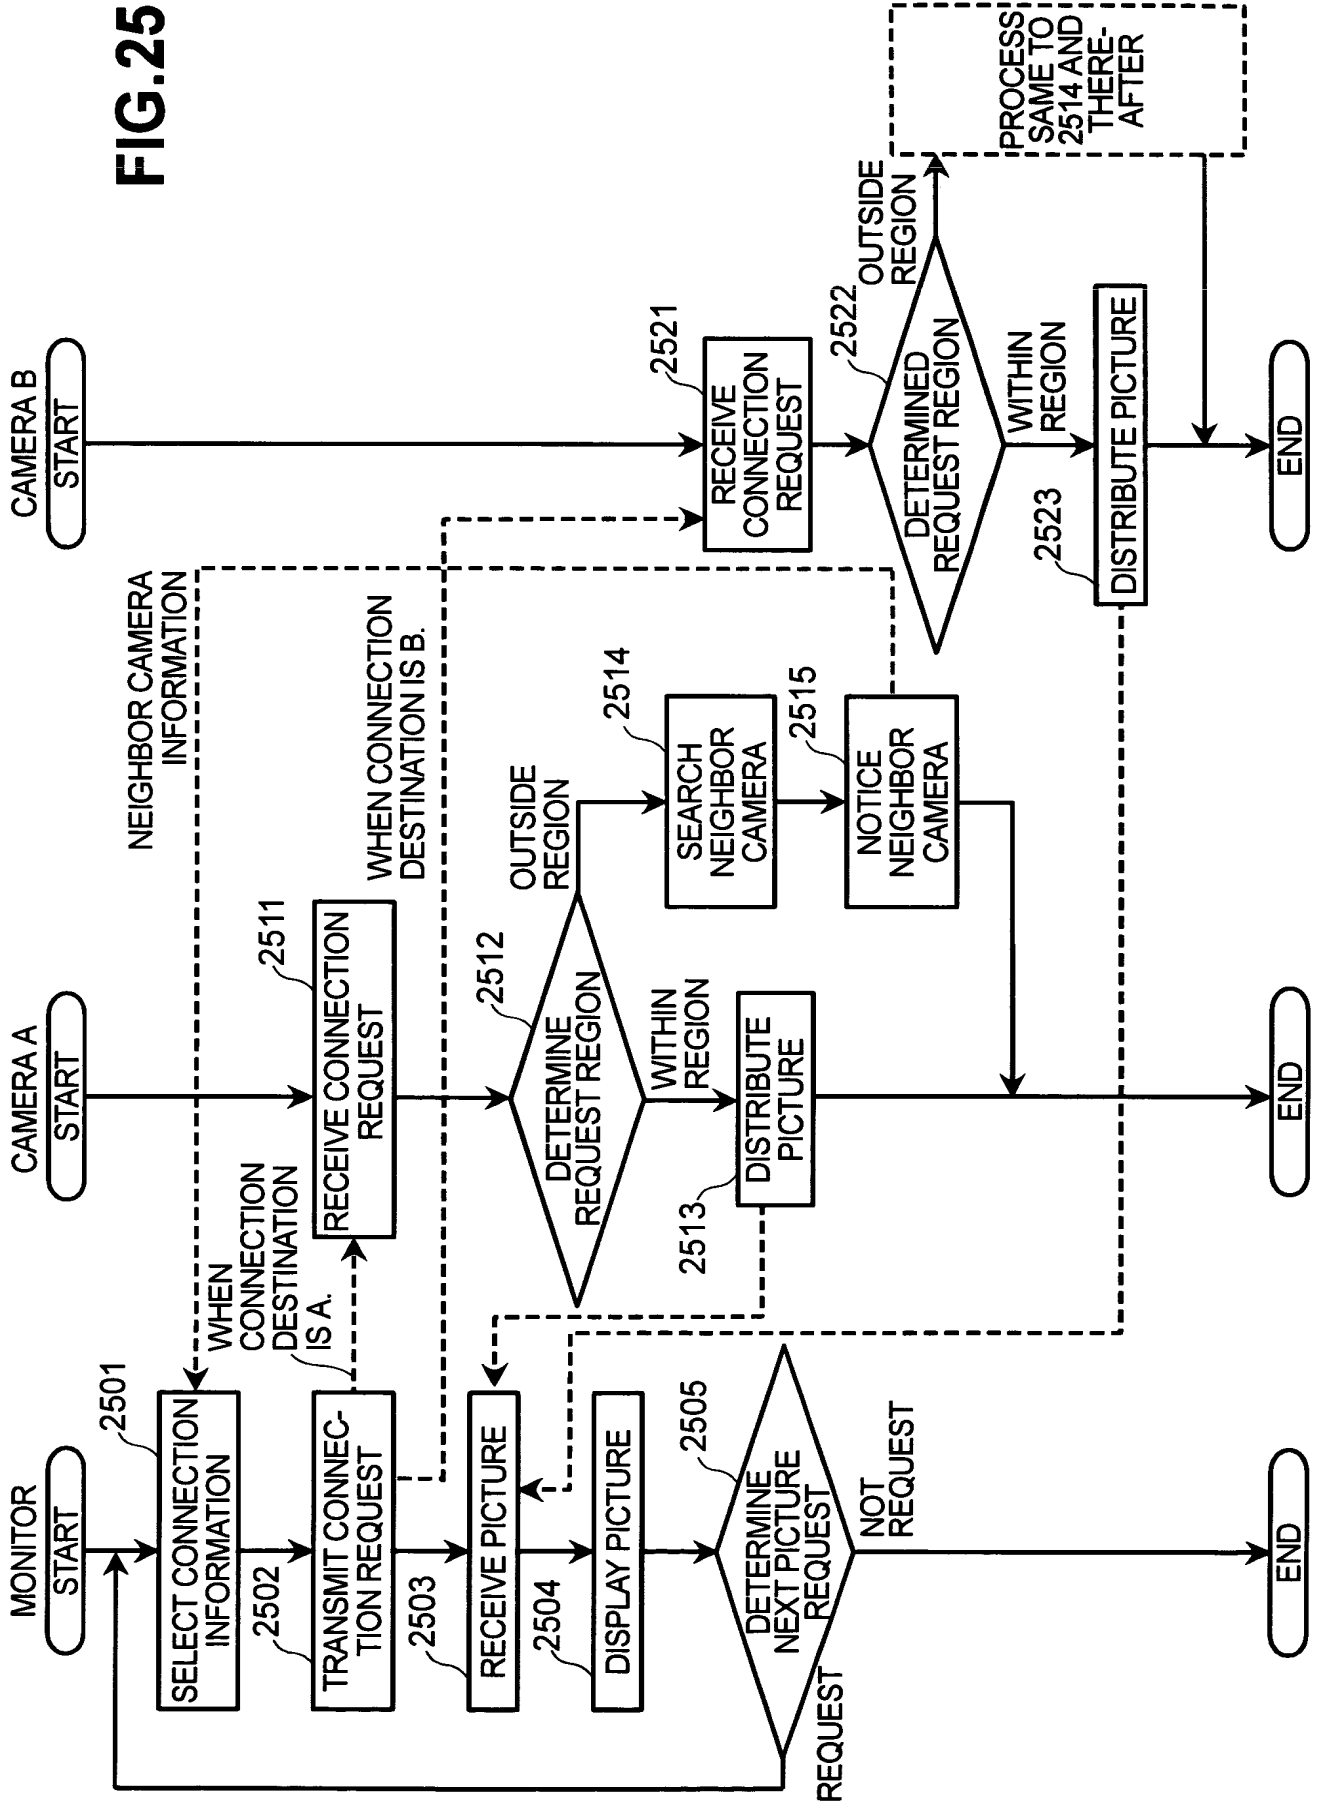 FIG.25
MONITOR
START
2501
SELECT CONNECTION
INFORMATION
2502
TRANSMIT CONNEC-
TION REQUEST
2503
RECEIVE PICTURE
2504
DISPLAY PICTURE
2505
DETERMINE
NEXT PICTURE
REQUEST
REQUEST
NOT
REQUEST
END
CAMERA A
START
NEIGHBOR CAMERA
INFORMATION
WHEN
CONNECTION
DESTINATION
IS A.
2511
RECEIVE CONNECTION
REQUEST
WHEN CONNECTION
DESTINATION IS B.
2512
DETERMINE
REQUEST REGION
OUTSIDE
REGION
WITHIN
REGION
2513
DISTRIBUTE
PICTURE
2514
SEARCH
NEIGHBOR
CAMERA
2515
NOTICE
NEIGHBOR
CAMERA
END
CAMERA B
START
2521
RECEIVE
CONNECTION
REQUEST
2522
DETERMINED
REQUEST REGION
OUTSIDE
REGION
WITHIN
REGION
2523
DISTRIBUTE PICTURE
PROCESS
SAME TO
2514 AND
THERE-
AFTER
END